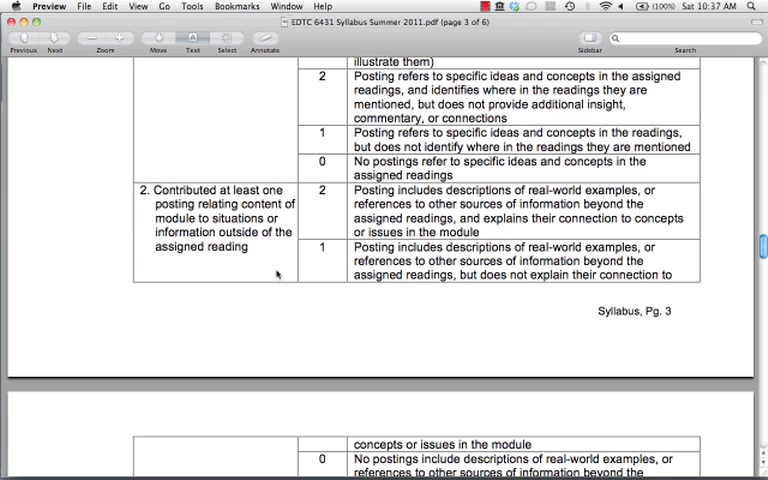 Preview File Edit View Go Tools Bookmarks Window Help (100%) Sat 10:37 AM
EDTC 6431 Syllabus Summer 2011.pdf (page 3 of 6)
Previous Next Zoom Move Text Select Annotate Sidebar Search
illustrate them)
2 Posting refers to specific ideas and concepts in the assigned
readings, and identifies where in the readings they are
mentioned, but does not provide additional insight,
commentary, or connections
1 Posting refers to specific ideas and concepts in the readings,
but does not identify where in the readings they are mentioned
0 No postings refer to specific ideas and concepts in the
assigned readings
2. Contributed at least one
posting relating content of
module to situations or
information outside of the
assigned reading
2 Posting includes descriptions of real-world examples, or
references to other sources of information beyond the
assigned readings, and explains their connection to concepts
or issues in the module
1 Posting includes descriptions of real-world examples, or
references to other sources of information beyond the
assigned readings, but does not explain their connection to
Syllabus, Pg. 3
concepts or issues in the module
0 No postings include descriptions of real-world examples, or
references to other sources of information beyond the